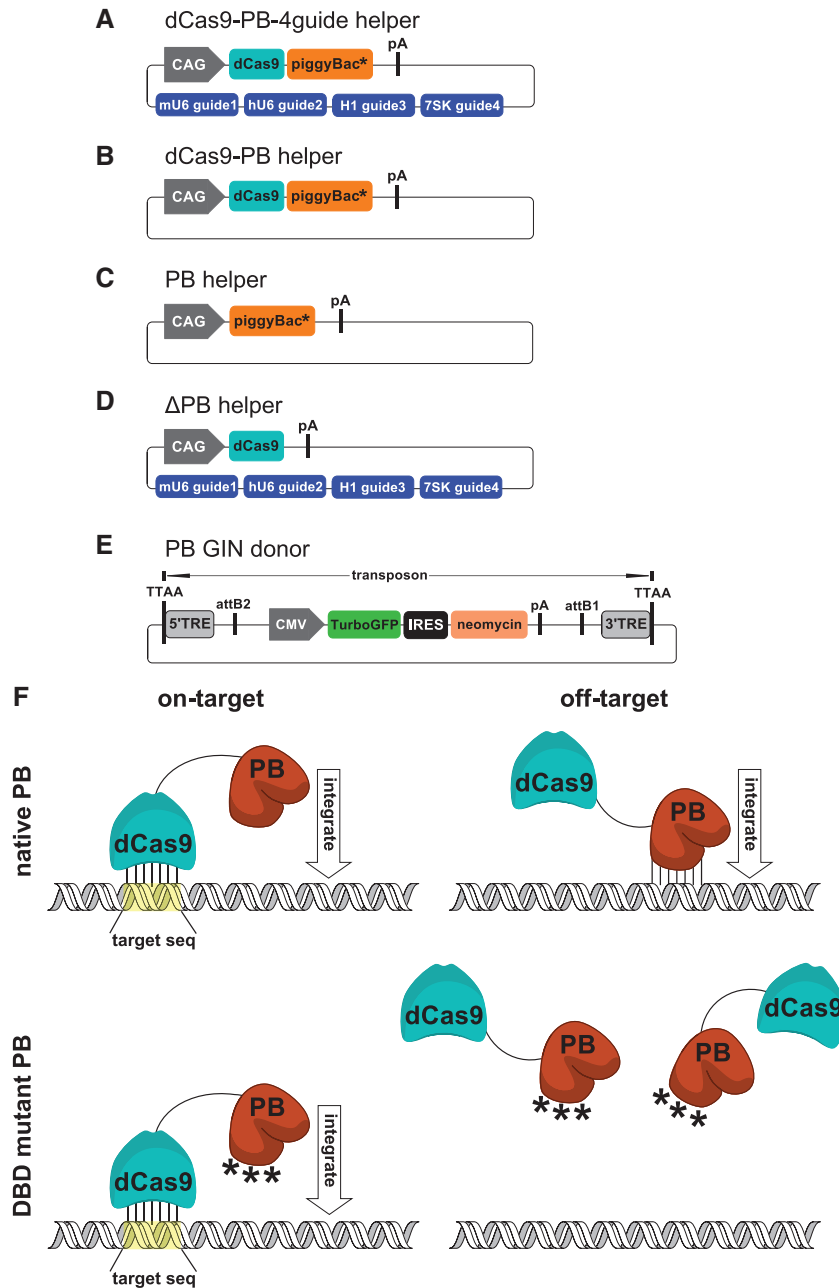 A dCas9-PB-4guide helper
pA
CAG dCas9 piggyBac*
mU6 guide1 hU6 guide2 H1 guide3 7SK guide4
B dCas9-PB helper
pA
CAG dCas9 piggyBac*
C PB helper
pA
CAG piggyBac*
D ΔPB helper
pA
CAG dCas9
mU6 guide1 hU6 guide2 H1 guide3 7SK guide4
E PB GIN donor
transposon
TTAA TTAA
attB2 pA attB1
5'TRE CMV TurboGFP IRES neomycin 3'TRE
F on-target off-target
native PB
dCas9 PB integrate
target seq
dCas9 PB integrate
DBD mutant PB
dCas9 PB *** integrate
target seq
dCas9 PB ***
PB *** dCas9